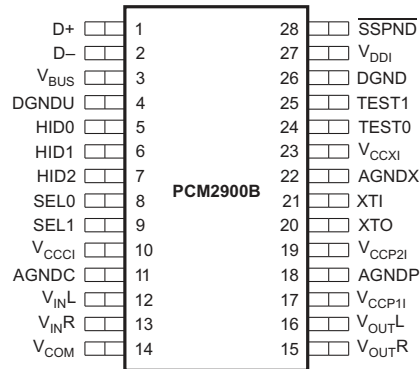 D+ 1 28 SSPND
D– 2 27 VDDI
VBUS 3 26 DGND
DGNDU 4 25 TEST1
HID0 5 24 TEST0
HID1 6 23 VCCXI
HID2 7 22 AGNDX
PCM2900B
SEL0 8 21 XTI
SEL1 9 20 XTO
VCCCI 10 19 VCCP2I
AGNDC 11 18 AGNDP
VINL 12 17 VCCP1I
VINR 13 16 VOUTL
VCOM 14 15 VOUTR